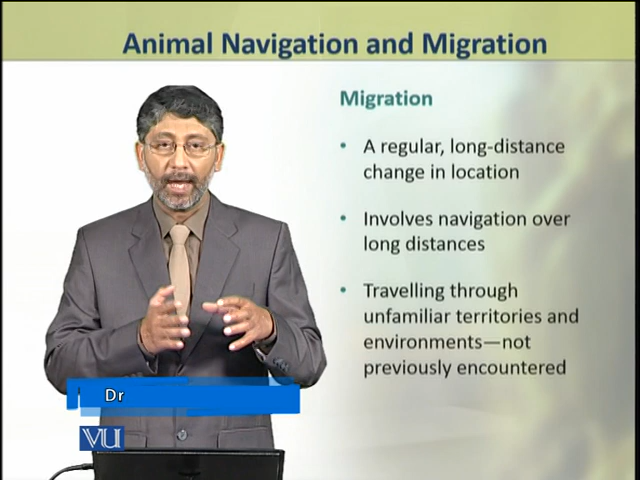 Animal Navigation and Migration
Migration
• A regular, long-distance
change in location
• Involves navigation over
long distances
• Travelling through
unfamiliar territories and
environments—not
previously encountered
Dr
VU